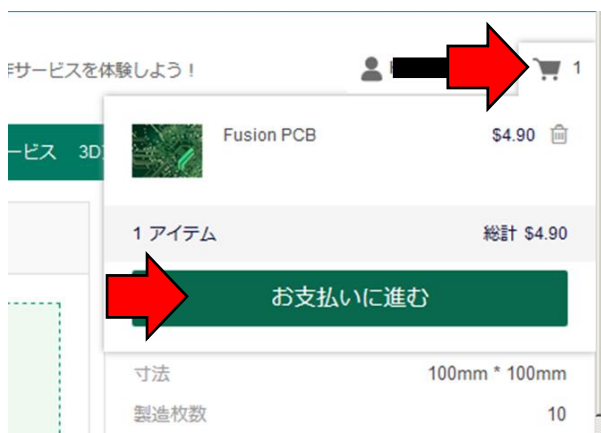 サービスを体験しよう！
1
ービス 3D
Fusion PCB $4.90
1 アイテム 総計 $4.90
お支払いに進む
寸法 100mm * 100mm
製造枚数 10